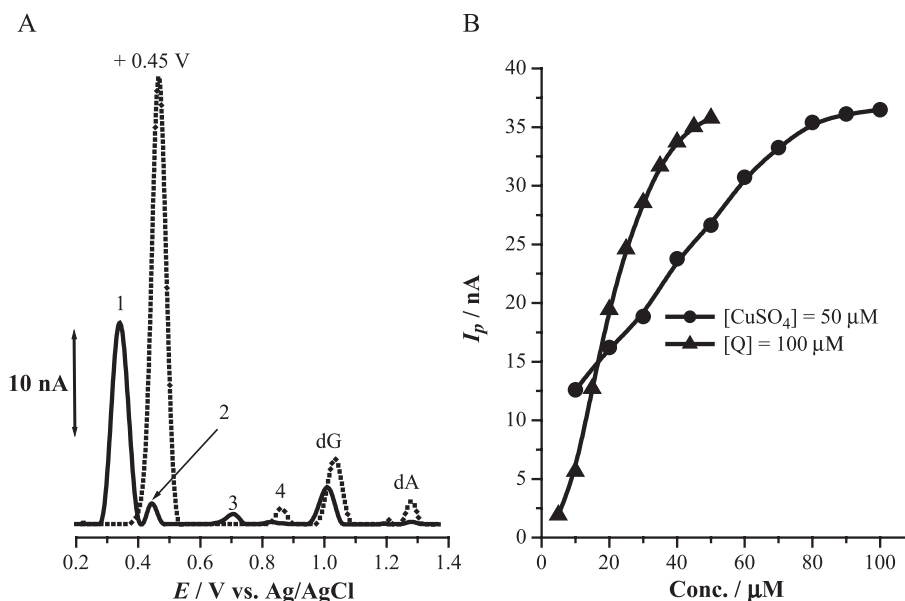 A
+ 0.45 V
1
10 nA
2
3
4
dG
dA
0.2 0.4 0.6 0.8 1.0 1.2 1.4
E / V vs. Ag/AgCl
B
40
35
30
25
20
15
10
5
0
I_p / nA
[CuSO₄] = 50 µM
[Q] = 100 µM
0 20 40 60 80 100
Conc. / µM